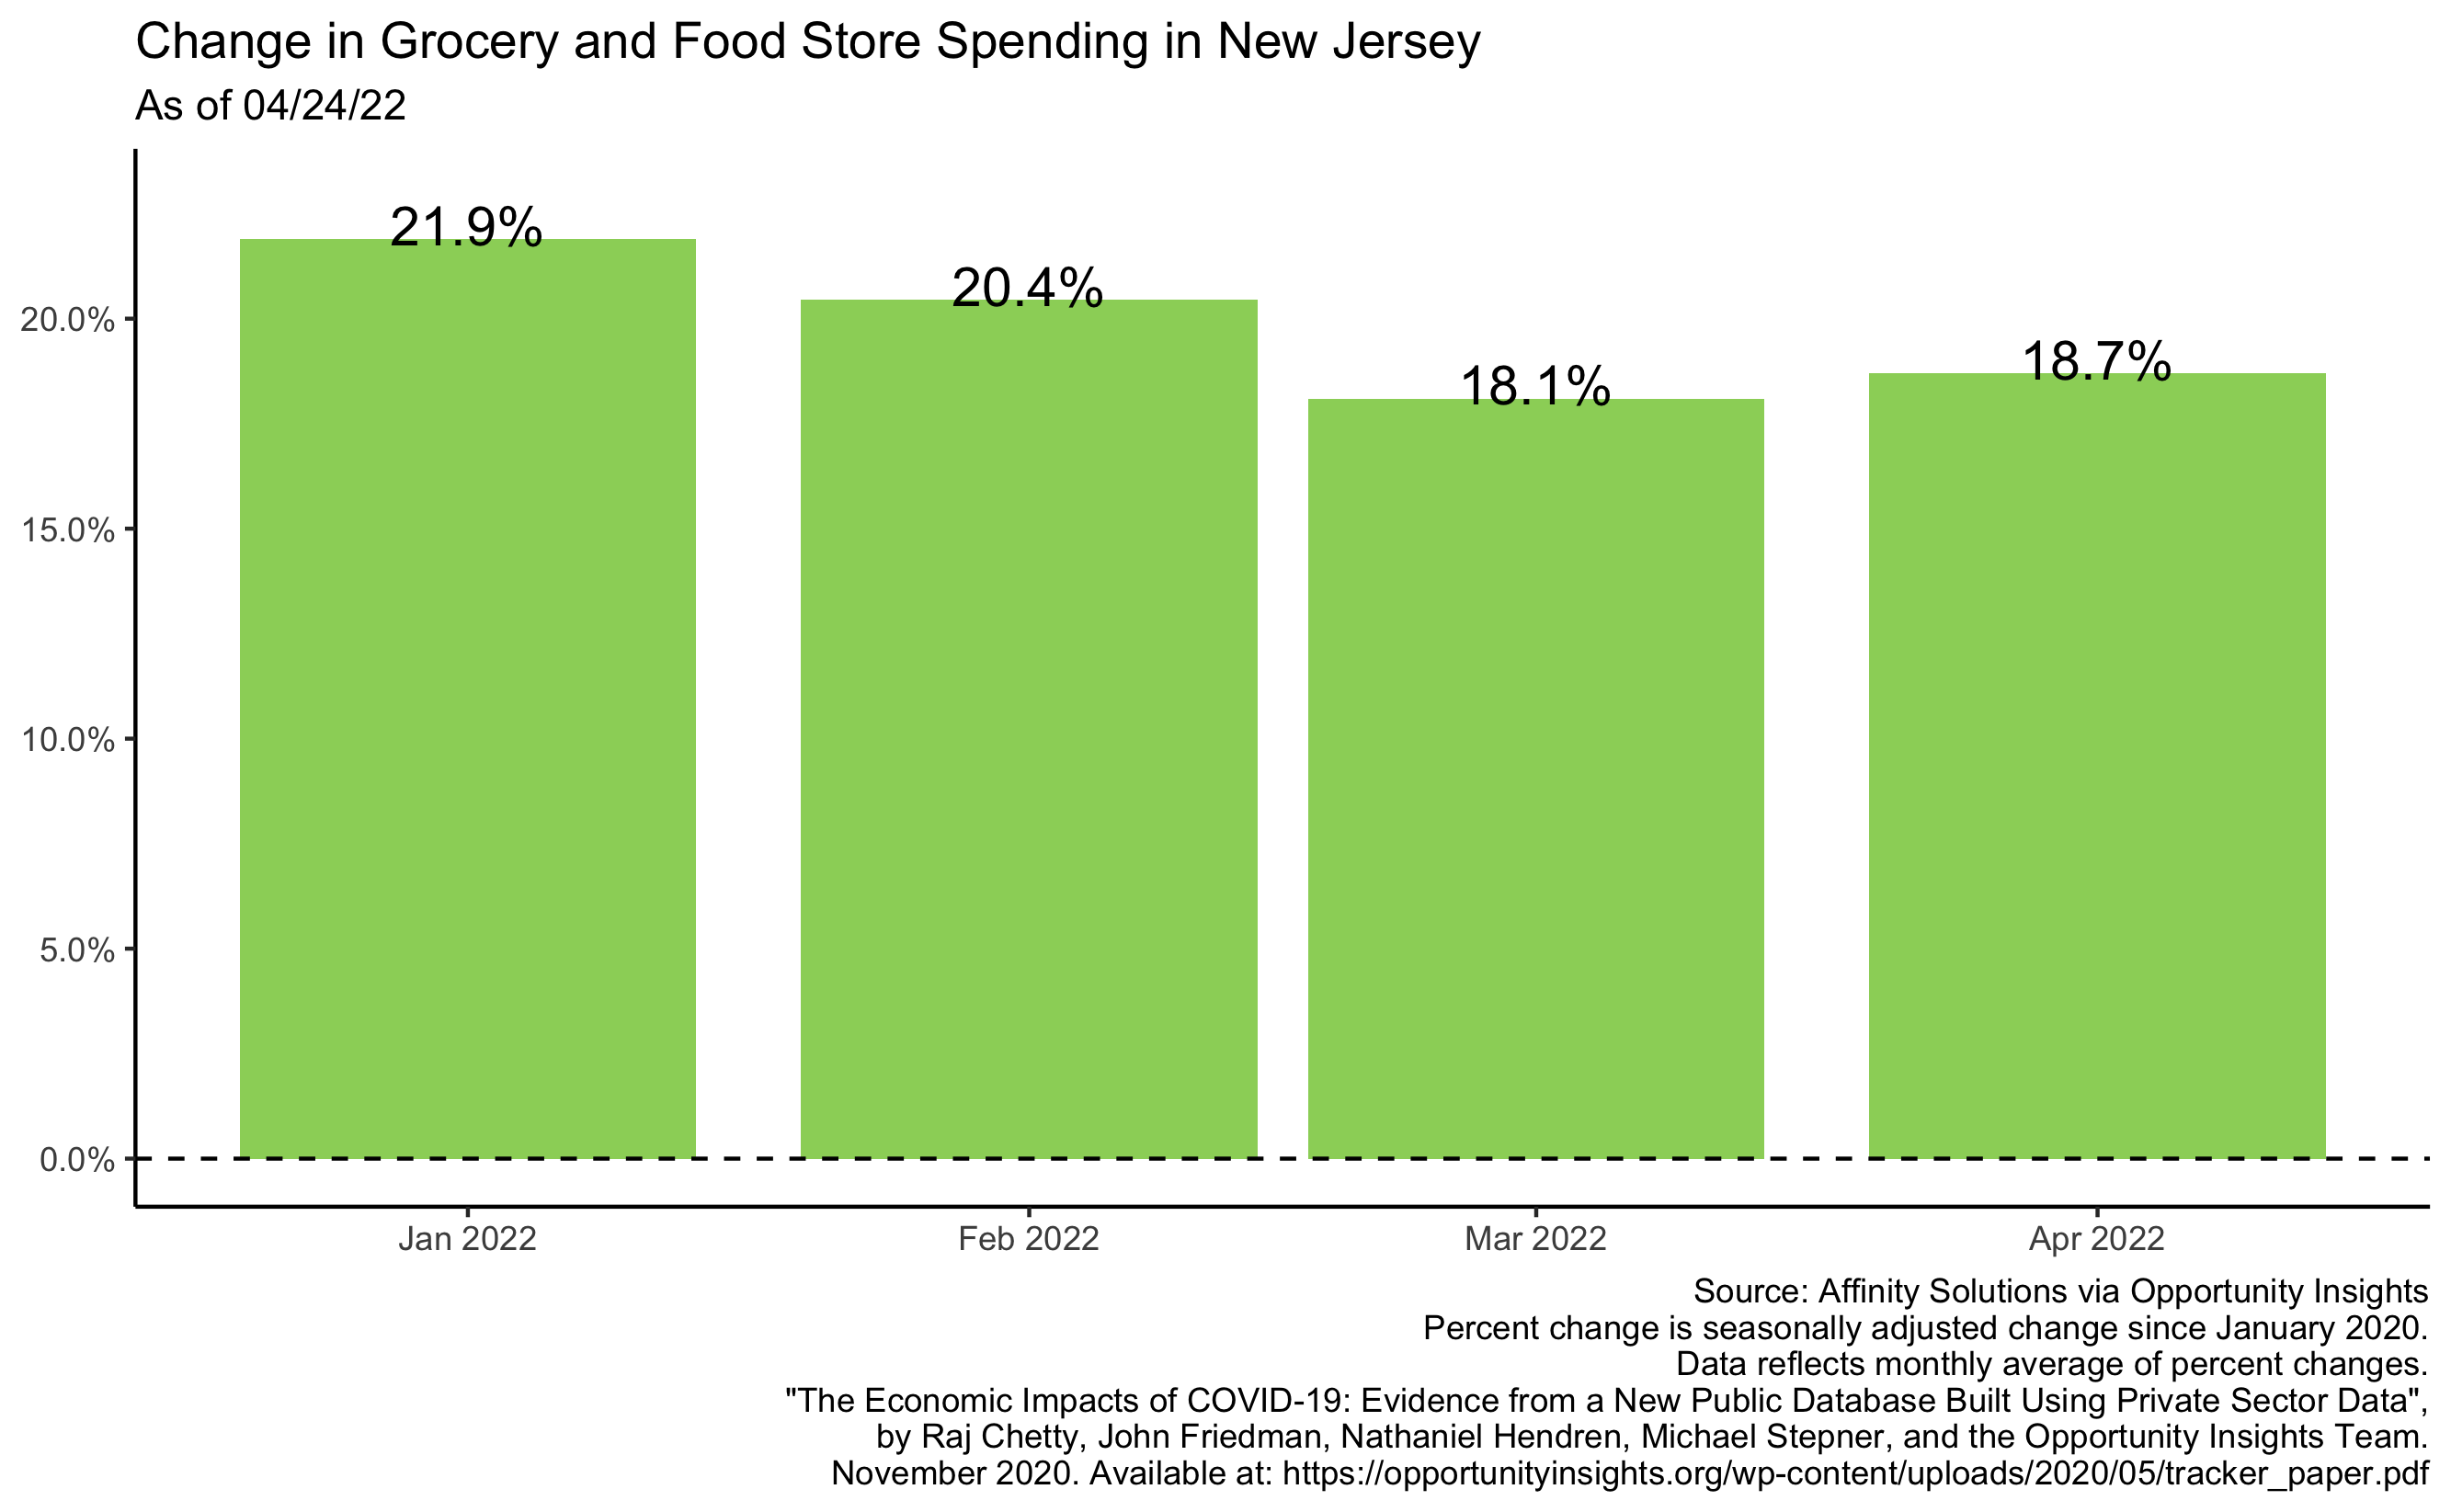 Change in Grocery and Food Store Spending in New Jersey
As of 04/24/22
21.9%
20.4%
18.1%
18.7%
20.0%
15.0%
10.0%
5.0%
0.0%
Jan 2022
Feb 2022
Mar 2022
Apr 2022
Source: Affinity Solutions via Opportunity Insights
Percent change is seasonally adjusted change since January 2020.
Data reflects monthly average of percent changes.
"The Economic Impacts of COVID-19: Evidence from a New Public Database Built Using Private Sector Data",
by Raj Chetty, John Friedman, Nathaniel Hendren, Michael Stepner, and the Opportunity Insights Team.
November 2020. Available at: https://opportunityinsights.org/wp-content/uploads/2020/05/tracker_paper.pdf